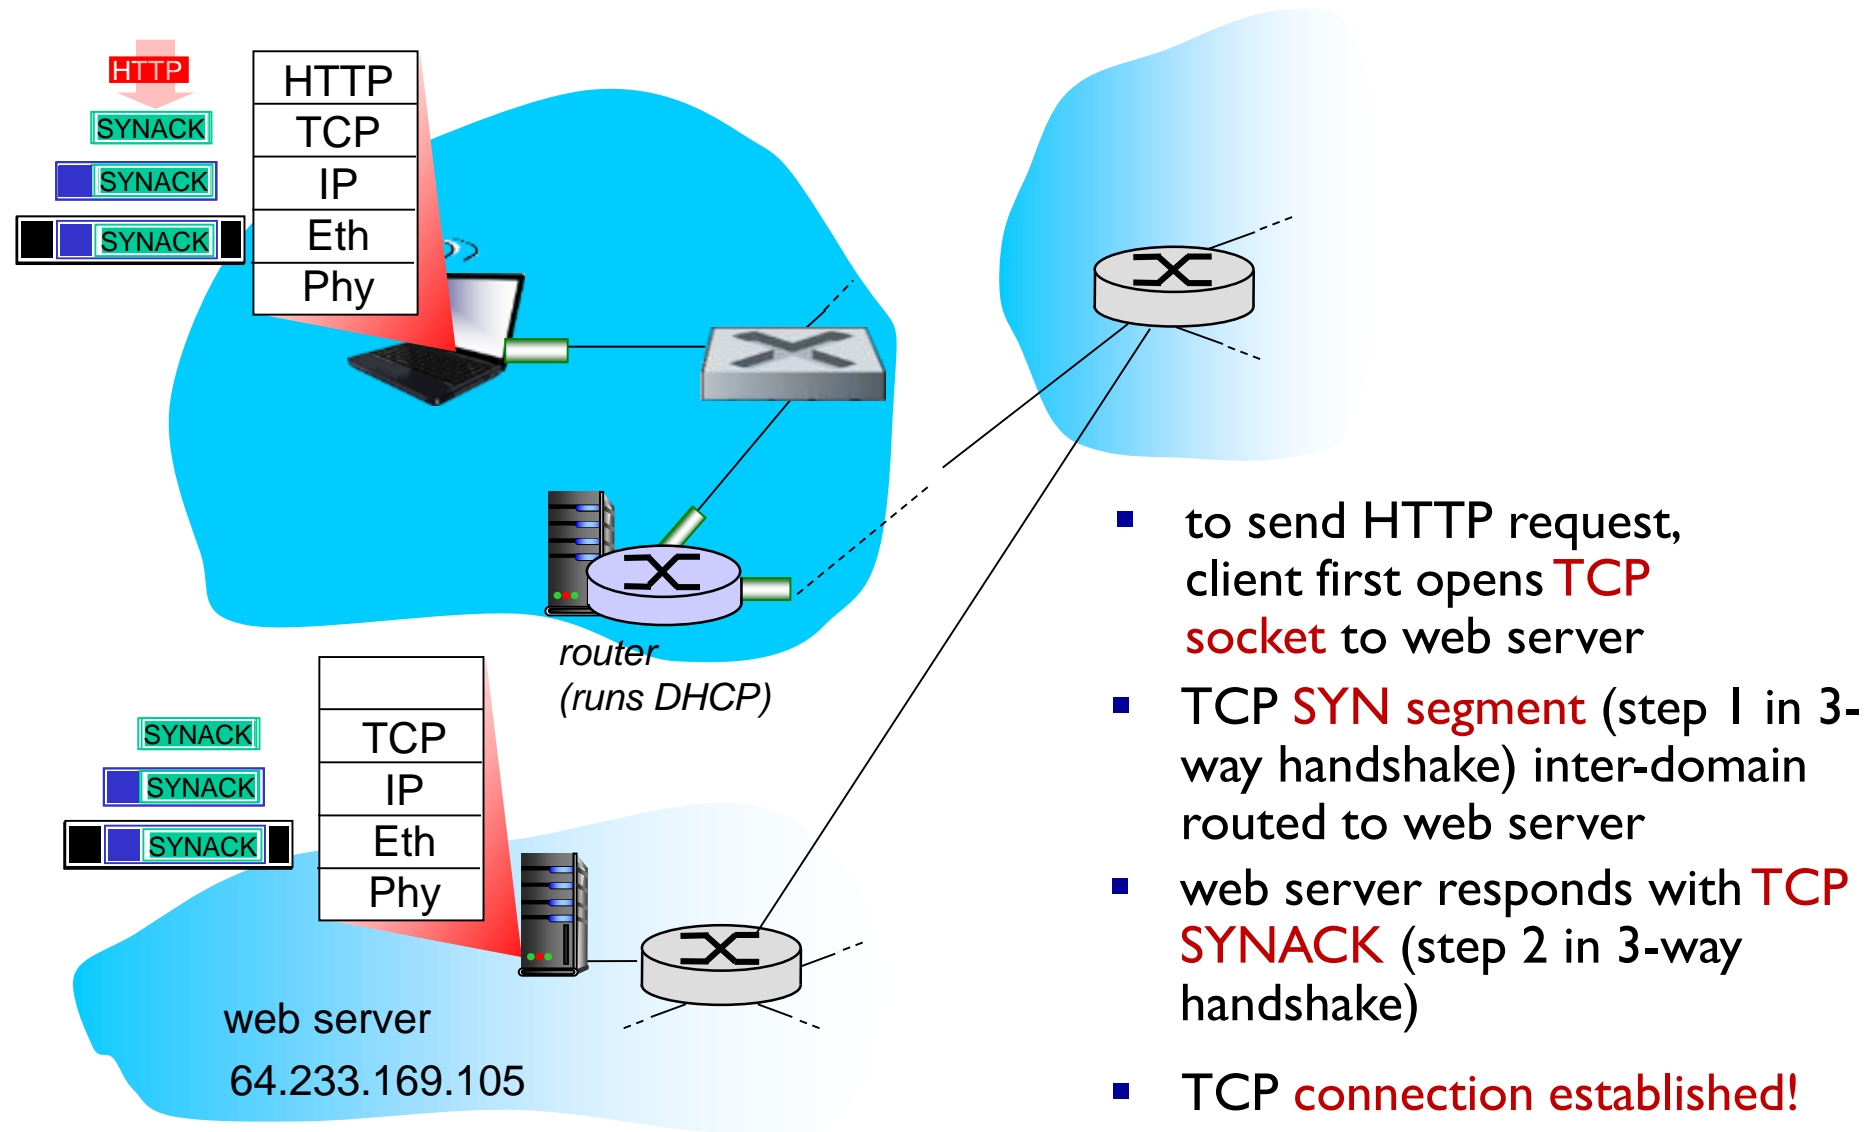 HTTP
SYNACK
SYNACK
SYNACK
HTTP
TCP
IP
Eth
Phy
router
(runs DHCP)
SYNACK
SYNACK
SYNACK
TCP
IP
Eth
Phy
web server
64.233.169.105
to send HTTP request,
client first opens TCP
socket to web server
TCP SYN segment (step 1 in 3-
way handshake) inter-domain
routed to web server
web server responds with TCP
SYNACK (step 2 in 3-way
handshake)
TCP connection established!